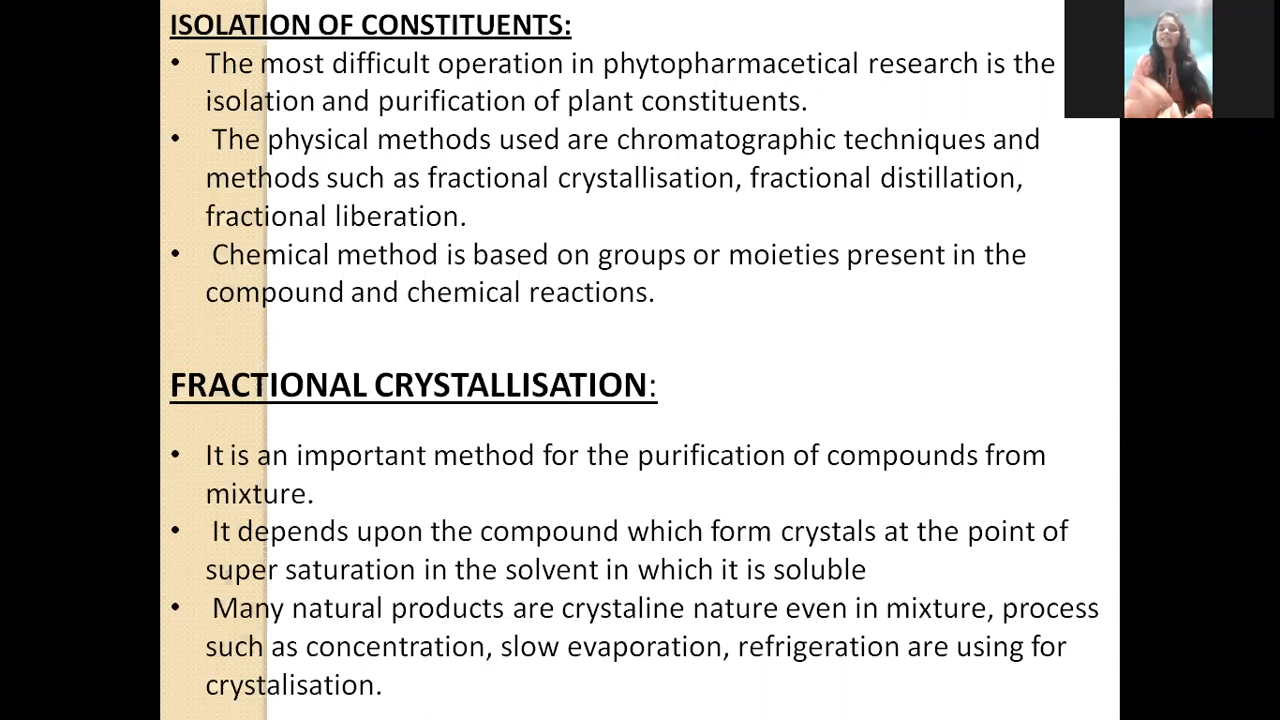 ISOLATION OF CONSTITUENTS:
• The most difficult operation in phytopharmacetical research is the
isolation and purification of plant constituents.
• The physical methods used are chromatographic techniques and
methods such as fractional crystallisation, fractional distillation,
fractional liberation.
• Chemical method is based on groups or moieties present in the
compound and chemical reactions.
FRACTIONAL CRYSTALLISATION:
• It is an important method for the purification of compounds from
mixture.
• It depends upon the compound which form crystals at the point of
super saturation in the solvent in which it is soluble
• Many natural products are crystaline nature even in mixture, process
such as concentration, slow evaporation, refrigeration are using for
crystalisation.